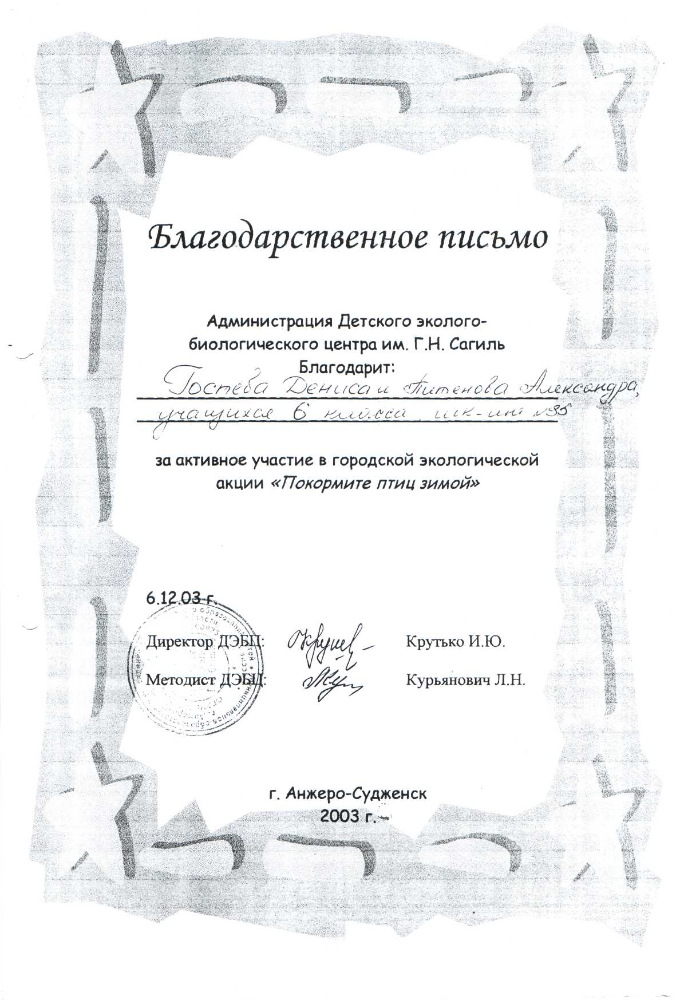 Благодарственное письмо
Администрация Детского эколого-
биологического центра им. Г.Н. Сагиль
Благодарит:
Гостева Дениса и Титенова Александра,
учащихся 6 класса шк-инт №35
за активное участие в городской экологической
акции «Покормите птиц зимой»
6.12.03 г.
Директор ДЭБЦ: Крутько И.Ю.
Методист ДЭБЦ: Курьянович Л.Н.
г. Анжеро-Судженск
2003 г.